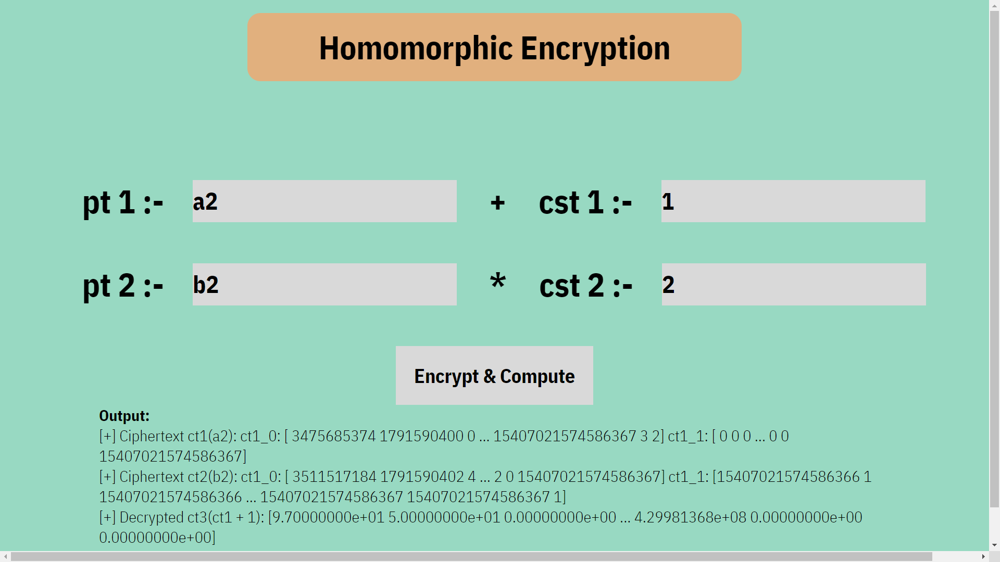 Homomorphic Encryption
pt 1 :- a2 + cst 1 :- 1
pt 2 :- b2 * cst 2 :- 2
Encrypt & Compute
Output:
[+] Ciphertext ct1(a2): ct1_0: [ 3475685374 1791590400 0 ... 15407021574586367 3 2] ct1_1: [ 0 0 0 ... 0 0
15407021574586367]
[+] Ciphertext ct2(b2): ct1_0: [ 3511517184 1791590402 4 ... 2 0 15407021574586367] ct1_1: [15407021574586366 1
15407021574586366 ... 15407021574586367 15407021574586367 1]
[+] Decrypted ct3(ct1 + 1): [9.70000000e+01 5.00000000e+01 0.00000000e+00 ... 4.29981368e+08 0.00000000e+00
0.00000000e+00]